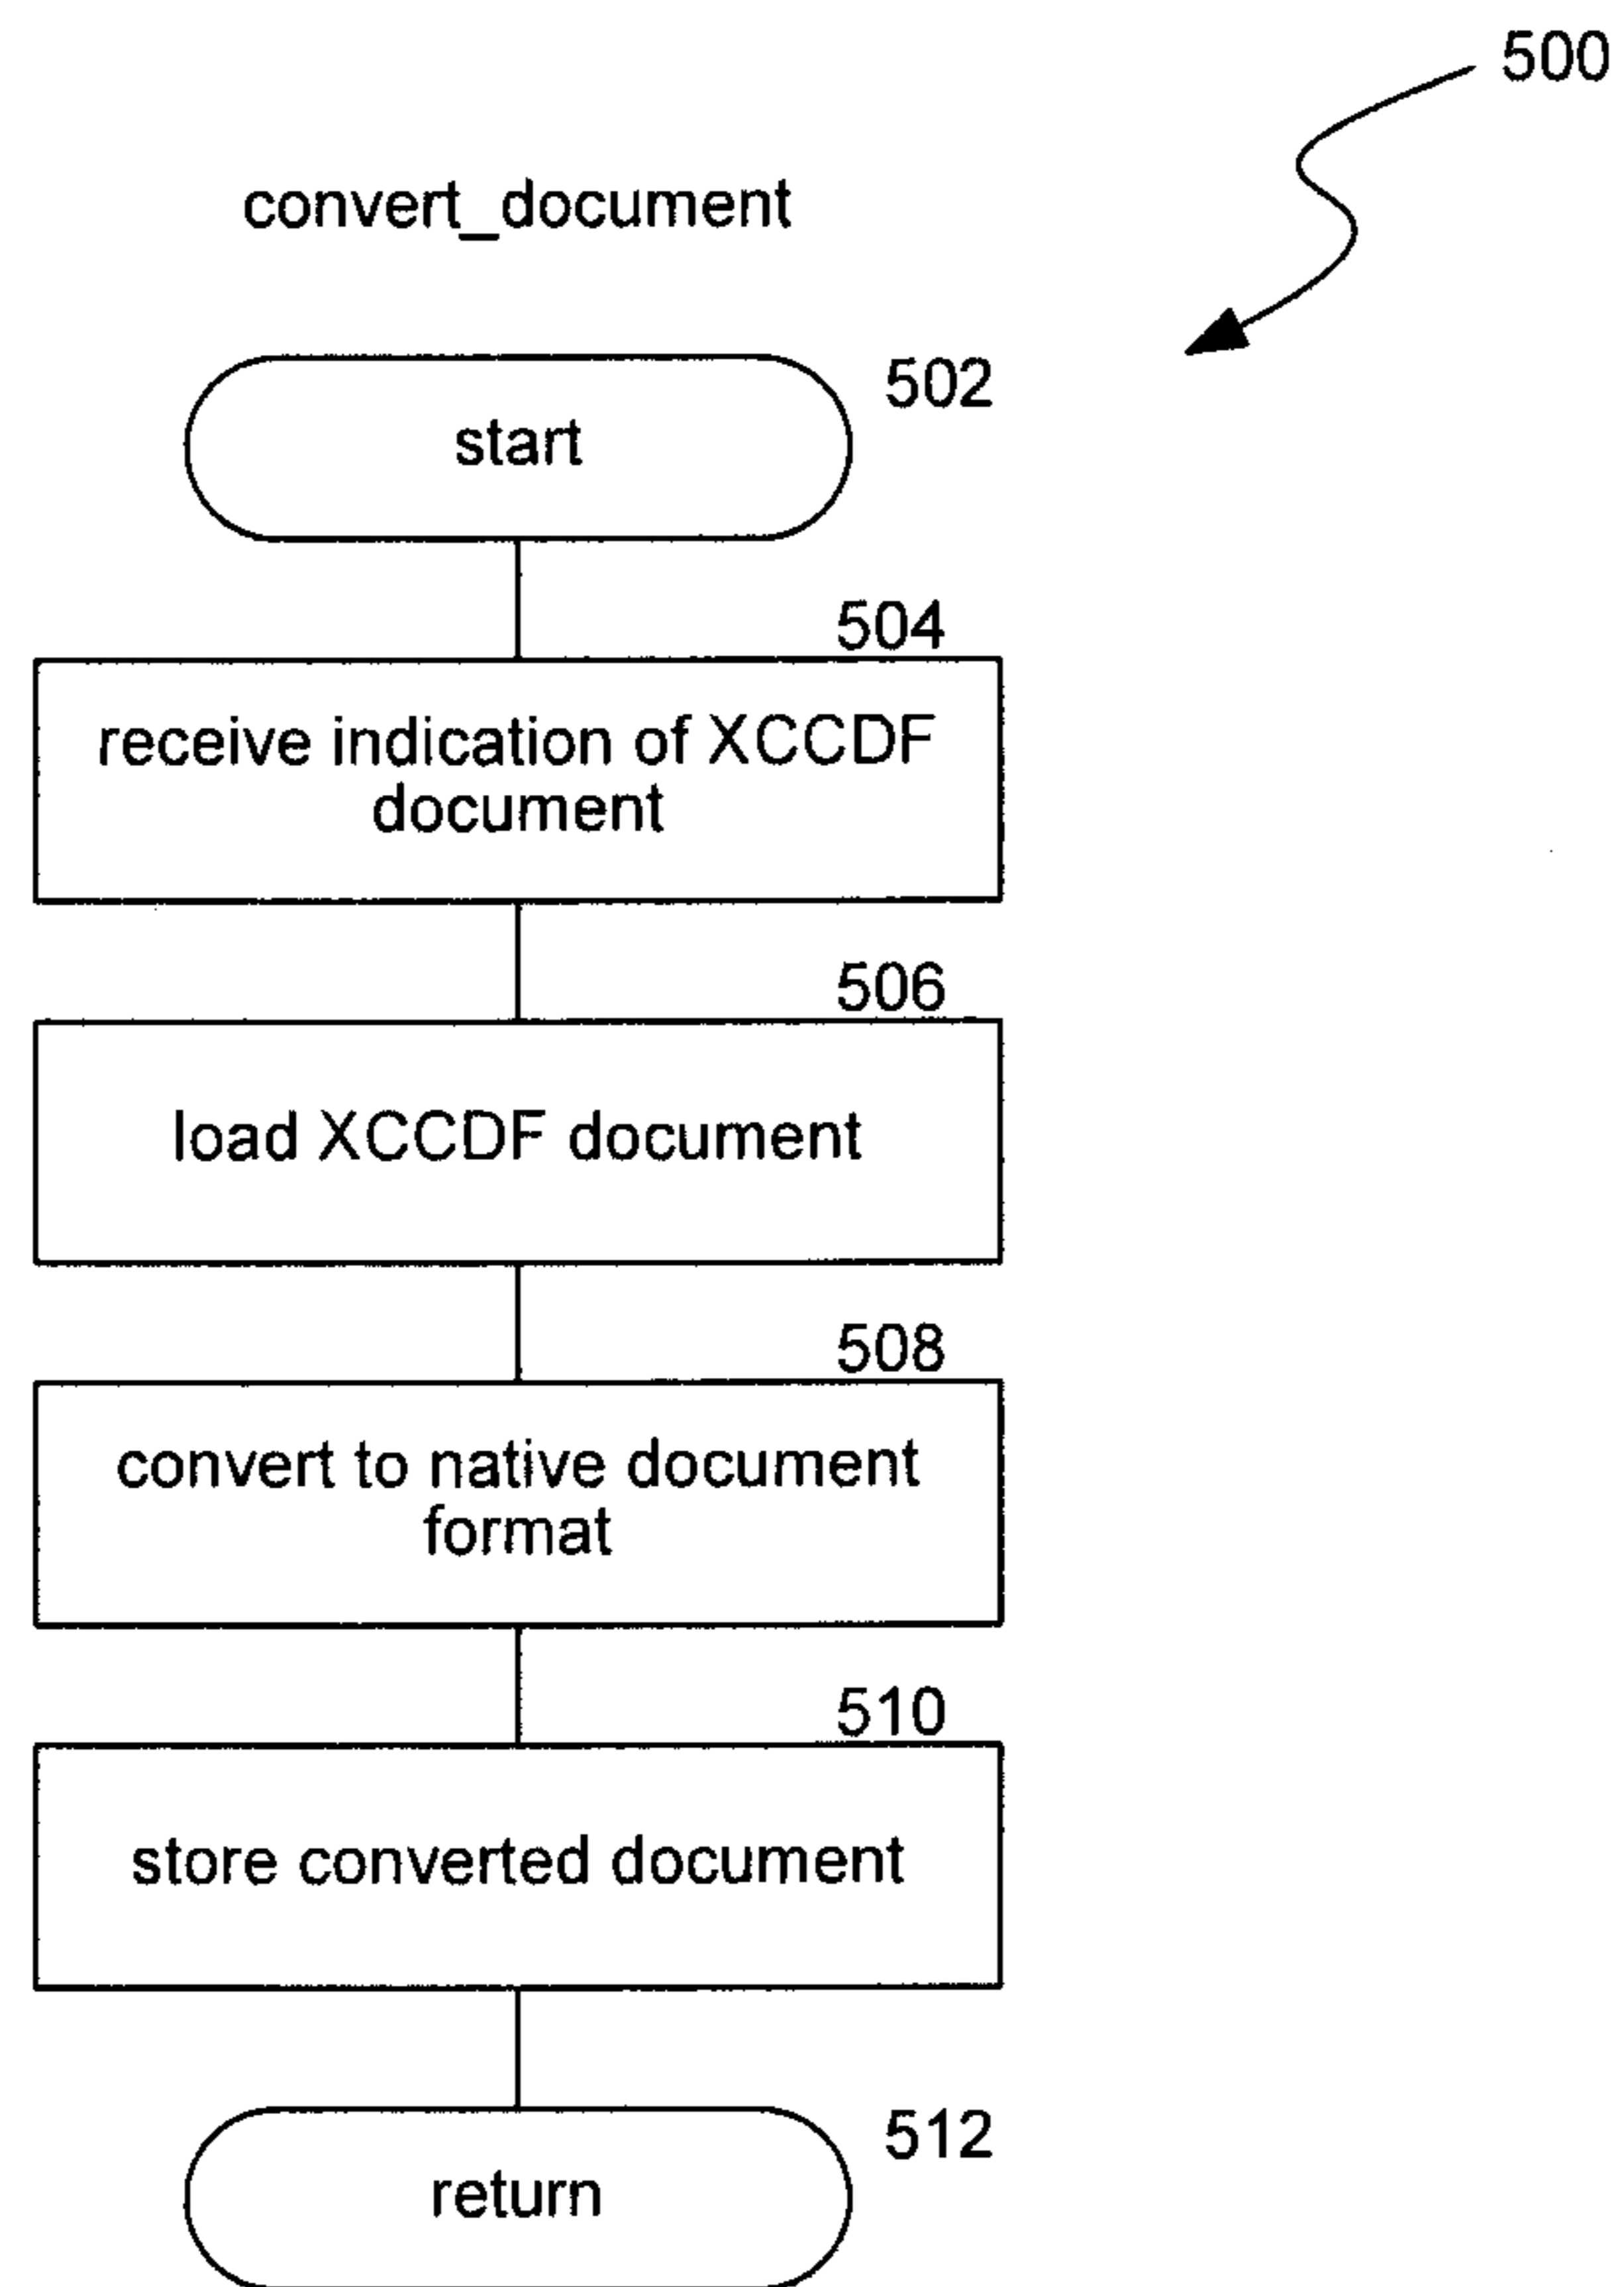 500
convert_document
502
start
504
receive indication of XCCDF
document
506
load XCCDF document
508
convert to native document
format
510
store converted document
512
return